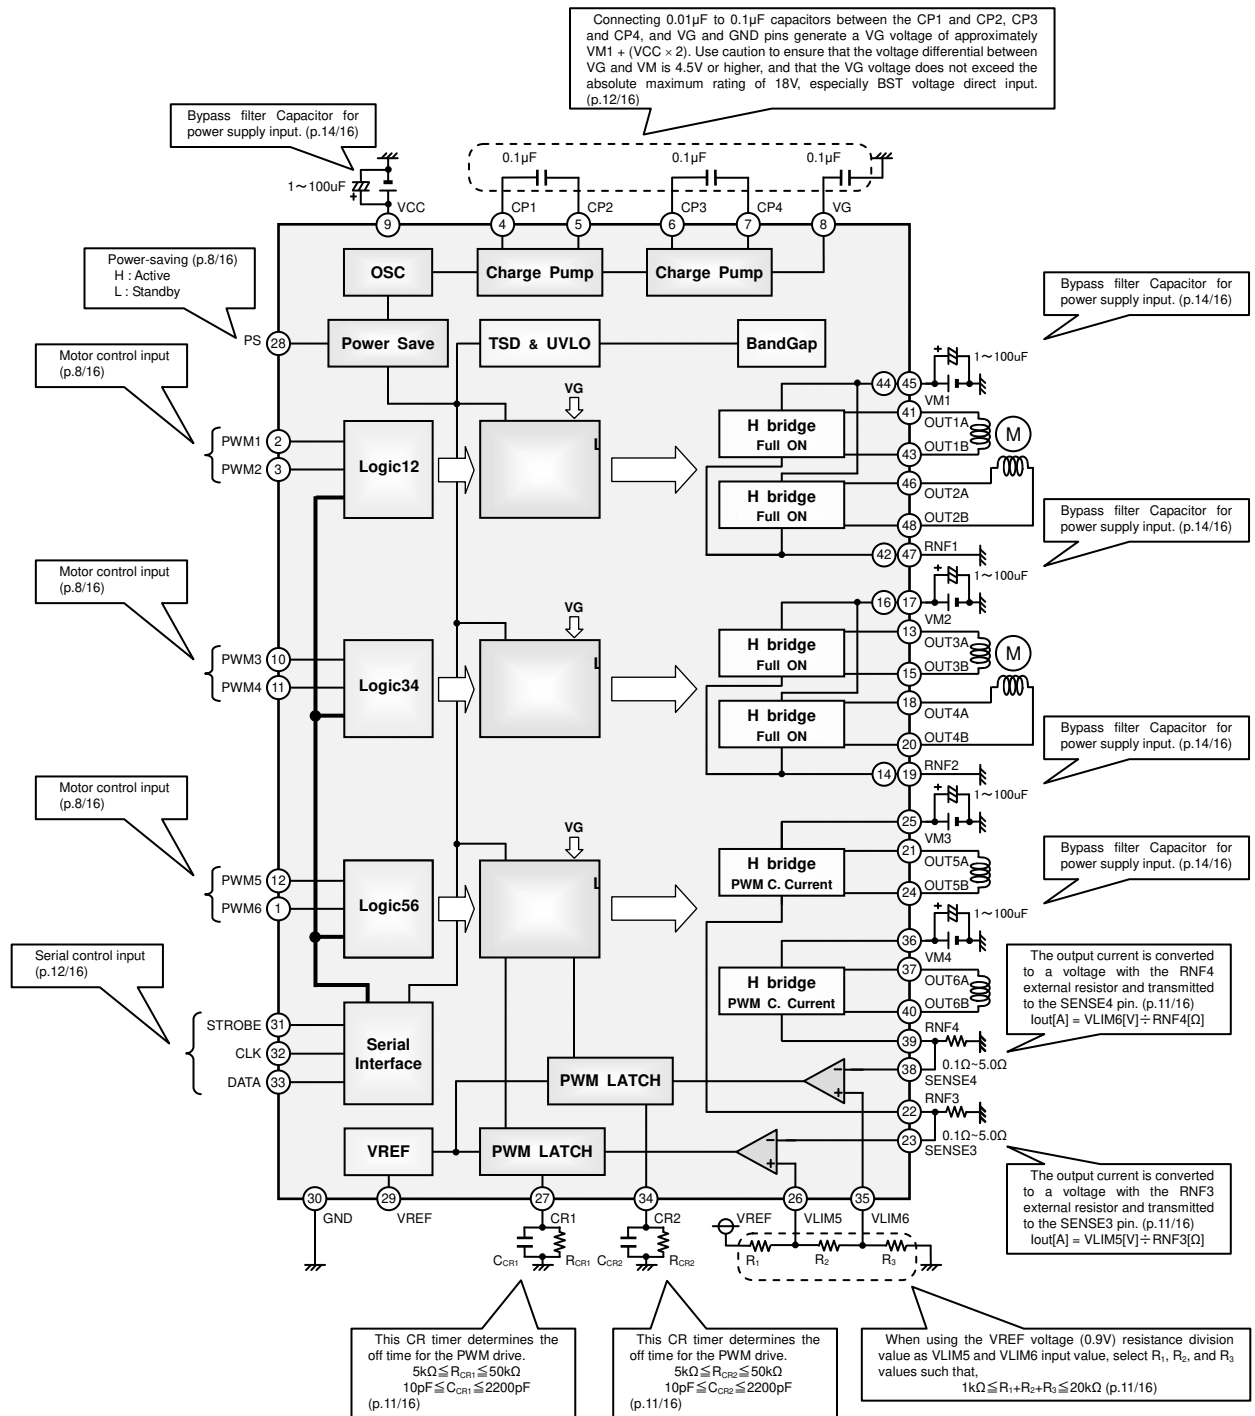 Connecting 0.01μF to 0.1μF capacitors between the CP1 and CP2, CP3
and CP4, and VG and GND pins generate a VG voltage of approximately
VM1 + (VCC × 2). Use caution to ensure that the voltage differential between
VG and VM is 4.5V or higher, and that the VG voltage does not exceed the
absolute maximum rating of 18V, especially BST voltage direct input.
(p.12/16)
Bypass filter Capacitor for
power supply input. (p.14/16)
1~100uF
+
0.1μF
0.1μF
0.1μF
VCC
CP1
CP2
CP3
CP4
VG
9
4
5
6
7
8
OSC
Charge Pump
Charge Pump
Power-saving (p.8/16)
H : Active
L : Standby
PS
28
Power Save
TSD & UVLO
BandGap
Bypass filter Capacitor for
power supply input. (p.14/16)
+
1~100uF
44
45
VM1
Motor control input
(p.8/16)
PWM1
2
PWM2
3
Logic12
VG
L
H bridge
Full ON
H bridge
Full ON
41
OUT1A
43
OUT1B
M
46
OUT2A
48
OUT2B
42
47
RNF1
Bypass filter Capacitor for
power supply input. (p.14/16)
+
1~100uF
16
17
VM2
Motor control input
(p.8/16)
PWM3
10
PWM4
11
Logic34
VG
L
H bridge
Full ON
H bridge
Full ON
13
OUT3A
15
OUT3B
M
18
OUT4A
20
OUT4B
14
19
RNF2
Bypass filter Capacitor for
power supply input. (p.14/16)
+
1~100uF
25
VM3
Motor control input
(p.8/16)
PWM5
12
PWM6
1
Logic56
VG
L
H bridge
PWM C. Current
21
OUT5A
24
OUT5B
Bypass filter Capacitor for
power supply input. (p.14/16)
+
1~100uF
36
VM4
H bridge
PWM C. Current
37
OUT6A
40
OUT6B
RNF4
39
0.1Ω~5.0Ω
38
SENSE4
The output current is converted
to a voltage with the RNF4
external resistor and transmitted
to the SENSE4 pin. (p.11/16)
Iout[A] = VLIM6[V]÷RNF4[Ω]
Serial control input
(p.12/16)
STROBE
31
CLK
32
DATA
33
Serial
Interface
PWM LATCH
−
+
RNF3
22
0.1Ω~5.0Ω
23
SENSE3
VREF
PWM LATCH
−
+
The output current is converted
to a voltage with the RNF3
external resistor and transmitted
to the SENSE3 pin. (p.11/16)
Iout[A] = VLIM5[V]÷RNF3[Ω]
30
29
27
34
26
35
GND
VREF
CR1
CR2
VREF
VLIM5
VLIM6
CCR1
RCR1
CCR2
RCR2
R1
R2
R3
This CR timer determines the
off time for the PWM drive.
5kΩ≦RCR1≦50kΩ
10pF≦CCR1≦2200pF
(p.11/16)
This CR timer determines the
off time for the PWM drive.
5kΩ≦RCR2≦50kΩ
10pF≦CCR2≦2200pF
(p.11/16)
When using the VREF voltage (0.9V) resistance division
value as VLIM5 and VLIM6 input value, select R1, R2, and R3
values such that,
1kΩ≦R1+R2+R3≦20kΩ (p.11/16)